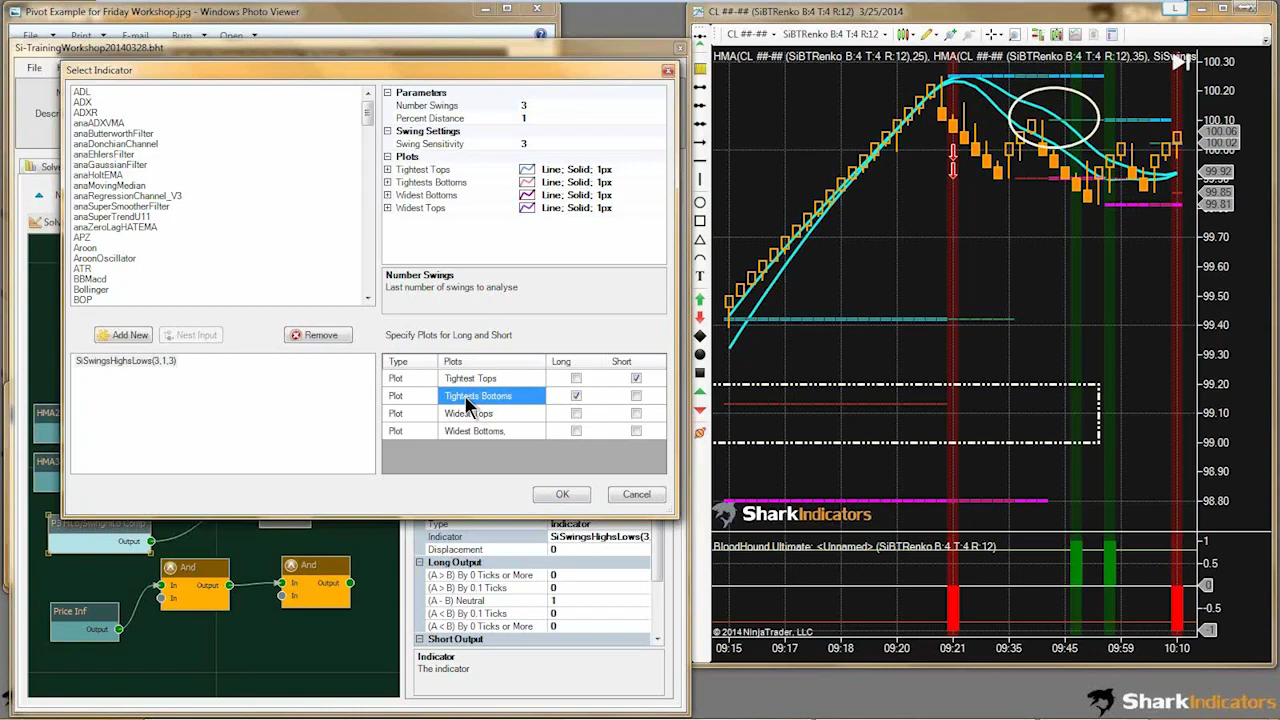 Pivot Example for Friday Workshop.jpg - Windows Photo Viewer
File Print E-mail Burn Open
Si-TrainingWorkshop20140328.bht
File
Descr
Solve
Select Indicator
ADL
ADX
ADXR
anaADXVMA
anaButterworthFilter
anaDonchianChannel
anaEhlersFilter
anaGaussianFilter
anaHoltEMA
anaMovingMedian
anaRegressionChannel_V3
anaSuperSmootherFilter
anaSuperTrendU11
anaZeroLagHATEMA
APZ
Aroon
AroonOscillator
ATR
BBMacd
Bollinger
BOP
Parameters
Number Swings 3
Percent Distance 1
Swing Settings
Swing Sensitivity 3
Plots
Tightest Tops Line; Solid; 1px
Tightests Bottoms Line; Solid; 1px
Widest Bottoms Line; Solid; 1px
Widest Tops Line; Solid; 1px
Number Swings
Last number of swings to analyse
Add New Nest Input Remove
Specify Plots for Long and Short
SiSwingsHighsLows(3,1,3)
Type Plots Long Short
Plot Tightest Tops
Plot Tightests Bottoms
Plot Widest Tops
Plot Widest Bottoms,
OK Cancel
HMA2
HMA3
Output
And
In Output
In
And
In Output
In
Price Inf
Output
Type Indicator
Indicator SiSwingsHighsLows(3,
Displacement 0
Long Output
(A > B) By 0 Ticks or More 0
(A > B) By 0.1 Ticks 0
(A - B) Neutral 1
(A < B) By 0.1 Ticks 0
(A < B) By 0 Ticks or More 0
Short Output
Indicator
The indicator
CL ##-## (SiBTRenko B:4 T:4 R:12) 3/25/2014
CL ##-## SiBTRenko B:4 T:4 R:12
HMA(CL ##-## (SiBTRenko B:4 T:4 R:12),25), HMA(CL ##-## (SiBTRenko B:4 T:4 R:12),35), SiSwings
100.30
100.20
100.10
100.06
100.02
99.92
99.85
99.81
99.70
99.60
99.50
99.40
99.30
99.20
99.10
99.00
98.90
98.80
SharkIndicators
BloodHound Ultimate: <Unnamed> (SiBTRenko B:4 T:4 R:12)
1
0.5
0
-0.5
-1
© 2014 NinjaTrader, LLC
09:15 09:17 09:18 09:19 09:20 09:21 09:35 09:45 09:59 10:10
SharkIndicators